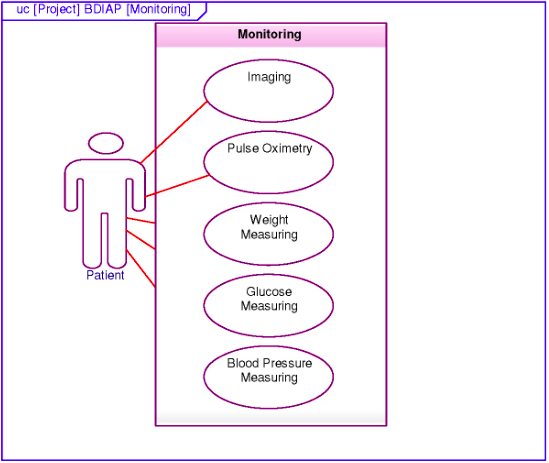 uc [Project] BDIAP [Monitoring]
Monitoring
Imaging
Pulse Oximetry
Weight
Measuring
Glucose
Measuring
Blood Pressure
Measuring
Patient